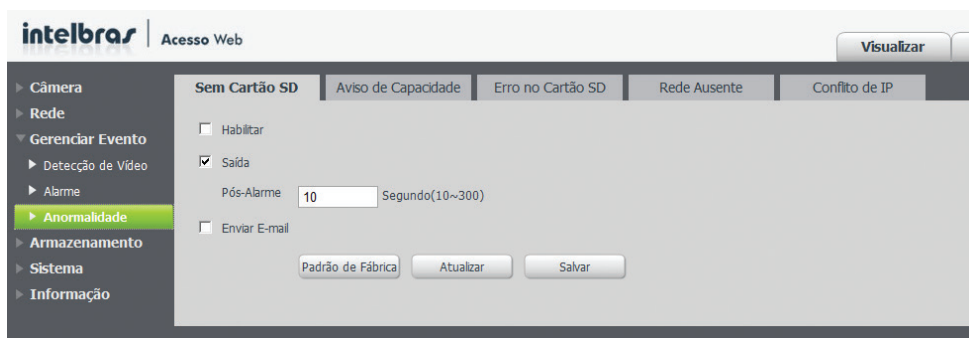 intelbras Acesso Web
Visualizar
Câmera
Rede
Gerenciar Evento
Detecção de Vídeo
Alarme
Anormalidade
Armazenamento
Sistema
Informação
Sem Cartão SD Aviso de Capacidade Erro no Cartão SD Rede Ausente Conflito de IP
Habilitar
Saída
Pós-Alarme 10 Segundo(10~300)
Enviar E-mail
Padrão de Fábrica Atualizar Salvar